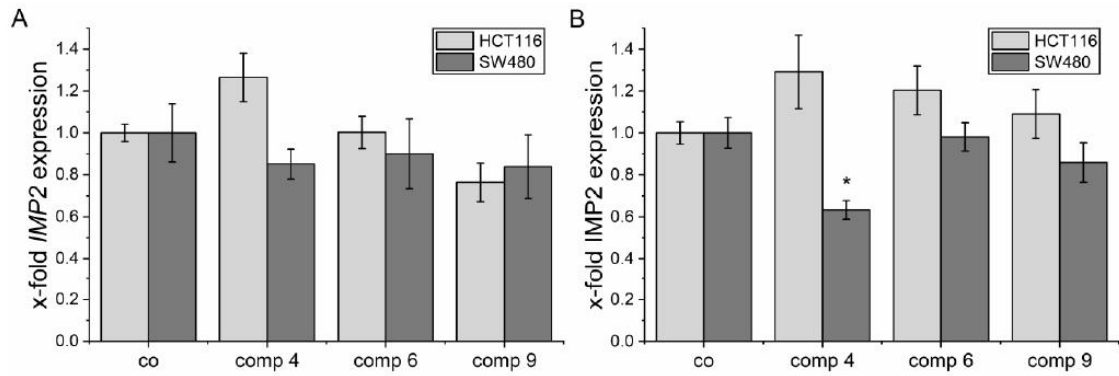 A
x-fold IMP2 expression
1.4
1.2
1.0
0.8
0.6
0.4
0.2
0.0
HCT116
SW480
co
comp 4
comp 6
comp 9
B
x-fold IMP2 expression
1.4
1.2
1.0
0.8
0.6
0.4
0.2
0.0
HCT116
SW480
*
co
comp 4
comp 6
comp 9